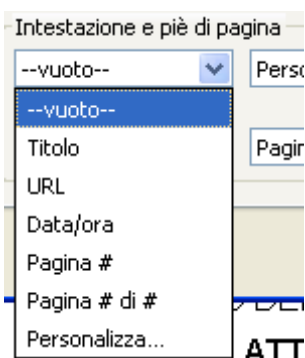 Intestazione e piè di pagina
--vuoto--
--vuoto--
Titolo
URL
Data/ora
Pagina #
Pagina # di #
Personalizza...